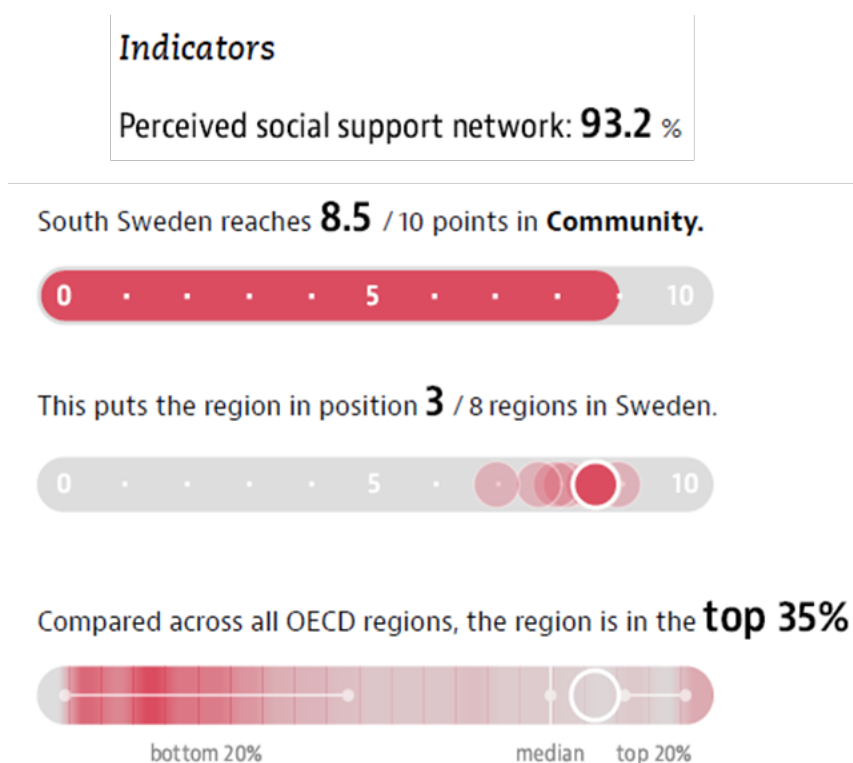 Indicators
Perceived social support network: 93.2 %
South Sweden reaches 8.5 / 10 points in Community.
0 5 10
This puts the region in position 3 / 8 regions in Sweden.
0 5 10
Compared across all OECD regions, the region is in the top 35%
bottom 20% median top 20%